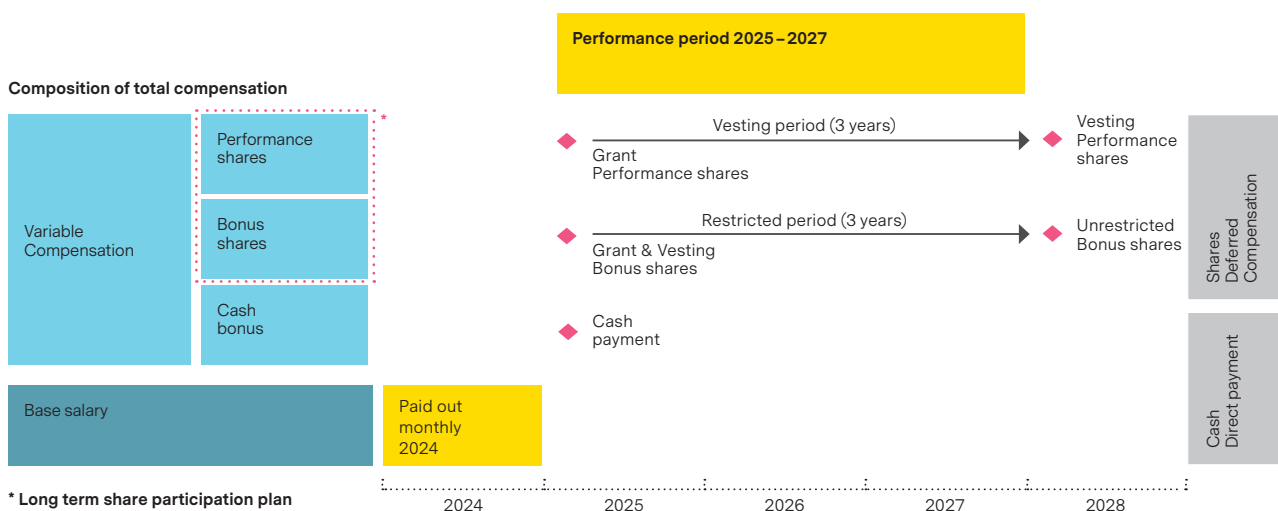 Performance period 2025–2027
Composition of total compensation
Variable
Compensation
Performance
shares
*
Bonus
shares
Cash
bonus
Vesting period (3 years)
Grant
Performance shares
Vesting
Performance
shares
Restricted period (3 years)
Grant & Vesting
Bonus shares
Unrestricted
Bonus shares
Cash
payment
Shares
Deferred
Compensation
Cash
Direct payment
Base salary
Paid out
monthly
2024
* Long term share participation plan
2024
2025
2026
2027
2028